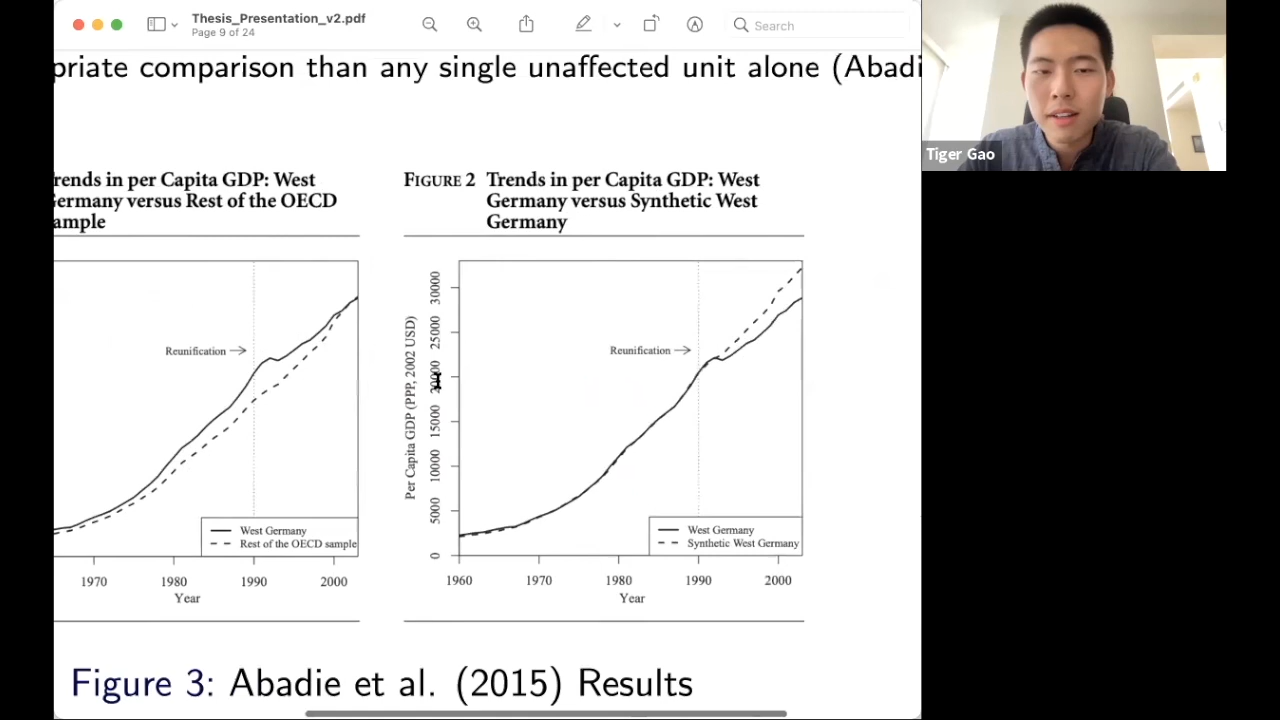 Thesis_Presentation_v2.pdf
Page 9 of 24
Search
priate comparison than any single unaffected unit alone (Abadi
Tiger Gao
rends in per Capita GDP: West
Germany versus Rest of the OECD
ample
FIGURE 2 Trends in per Capita GDP: West
Germany versus Synthetic West
Germany
Reunification
West Germany
Rest of the OECD sample
1970 1980 1990 2000
Year
Per Capita GDP (PPP, 2002 USD)
30000
25000
20000
15000
10000
5000
0
Reunification
West Germany
Synthetic West Germany
1960 1970 1980 1990 2000
Year
Figure 3: Abadie et al. (2015) Results